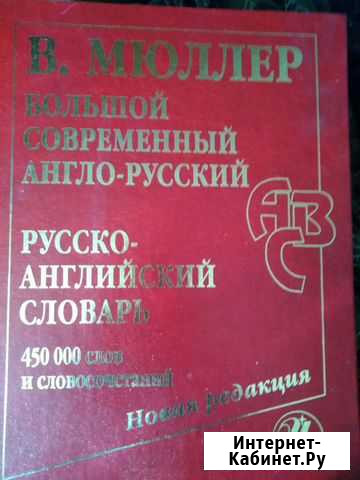 В. МЮЛЛЕР
БОЛЬШОЙ
СОВРЕМЕННЫЙ
АНГЛО-РУССКИЙ
АВС
РУССКО-
АНГЛИЙСКИЙ
СЛОВАРЬ
450 000 слов
и словосочетаний
Новая редакция
Интернет-
Кабинет.Ру